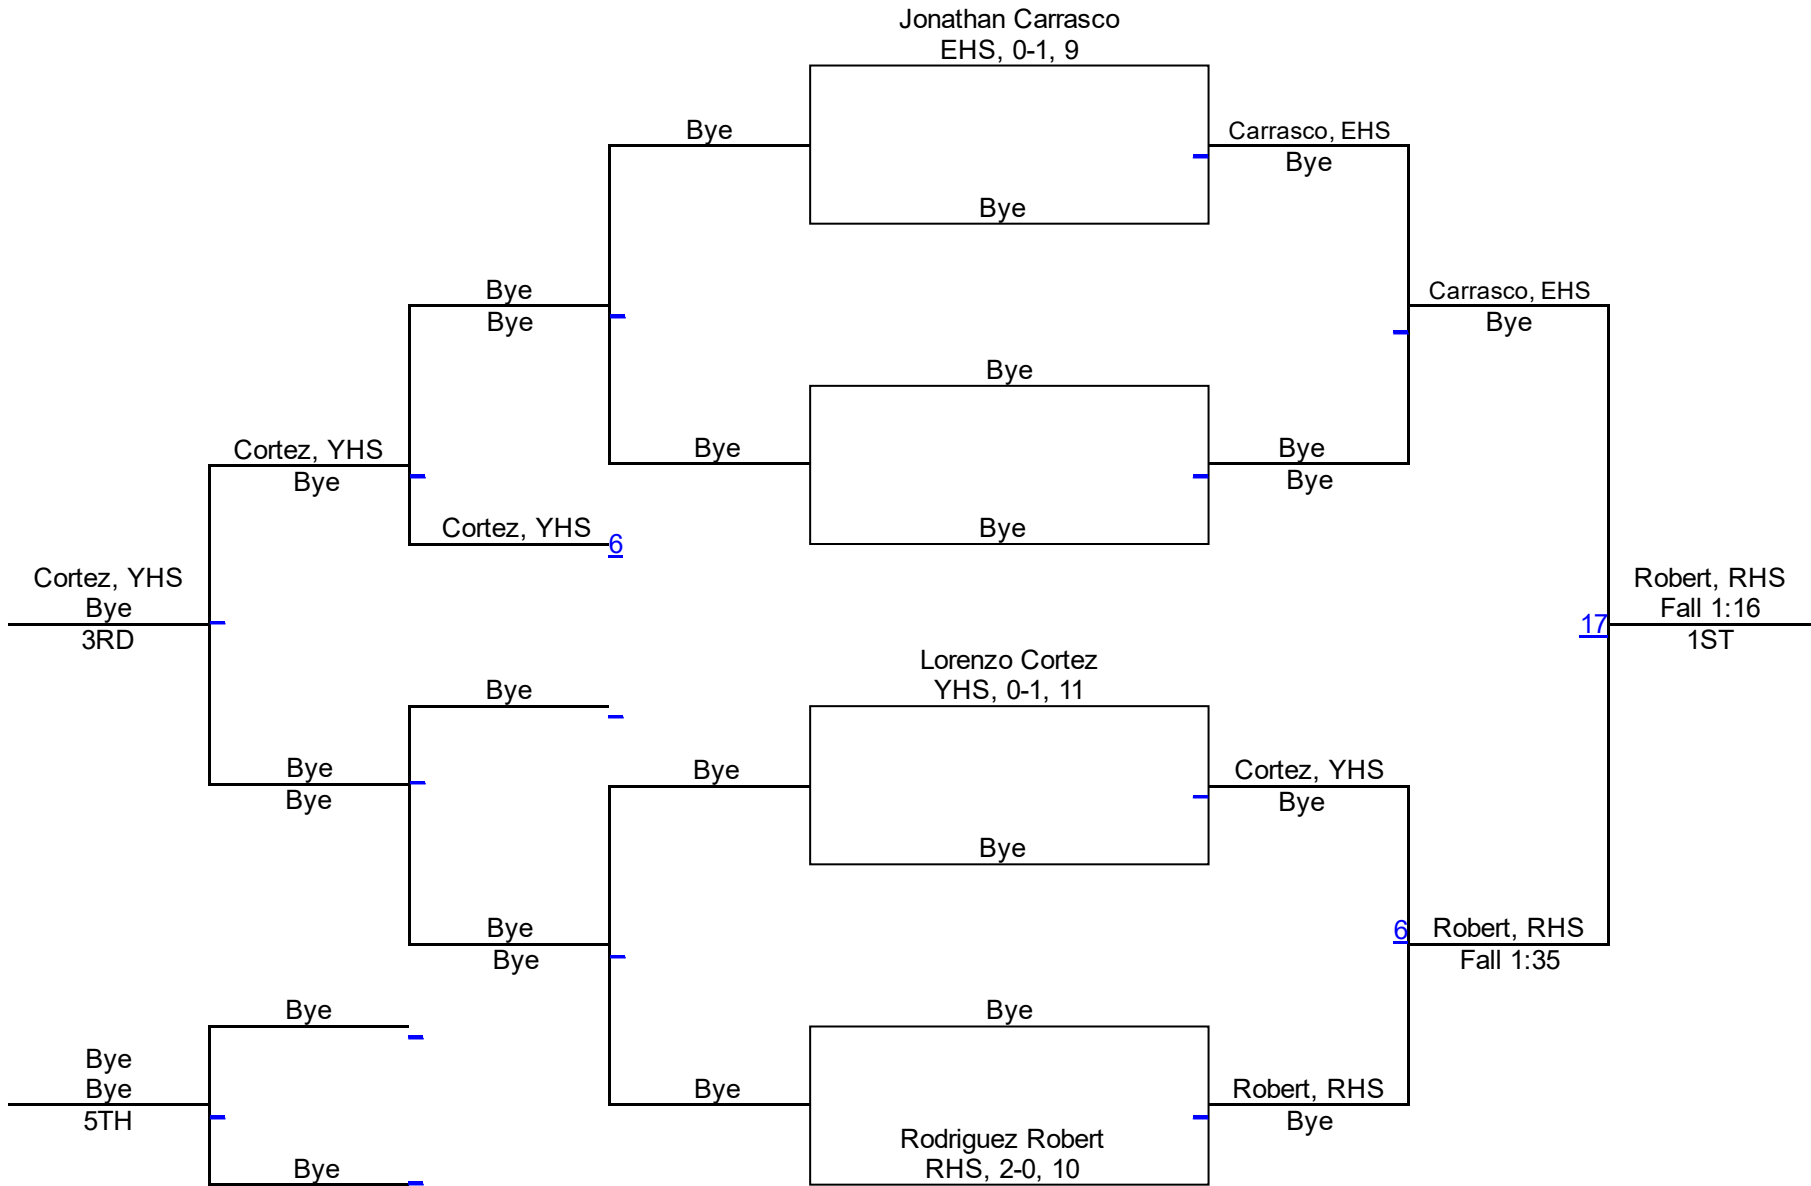 Jonathan Carrasco
EHS, 0-1, 9
Bye
Carrasco, EHS
Bye
Bye
Bye
Carrasco, EHS
Bye
Bye
Bye
Bye
Cortez, YHS
Bye
Bye
Bye
Bye
Cortez, YHS
6
Bye
Cortez, YHS
Bye
3RD
Robert, RHS
Fall 1:16
17
1ST
Lorenzo Cortez
YHS, 0-1, 11
Bye
Bye
Bye
Bye
Cortez, YHS
Bye
Bye
Bye
Bye
6
Robert, RHS
Fall 1:35
Bye
Bye
Bye
Bye
5TH
Bye
Robert, RHS
Bye
Rodriguez Robert
RHS, 2-0, 10
Bye